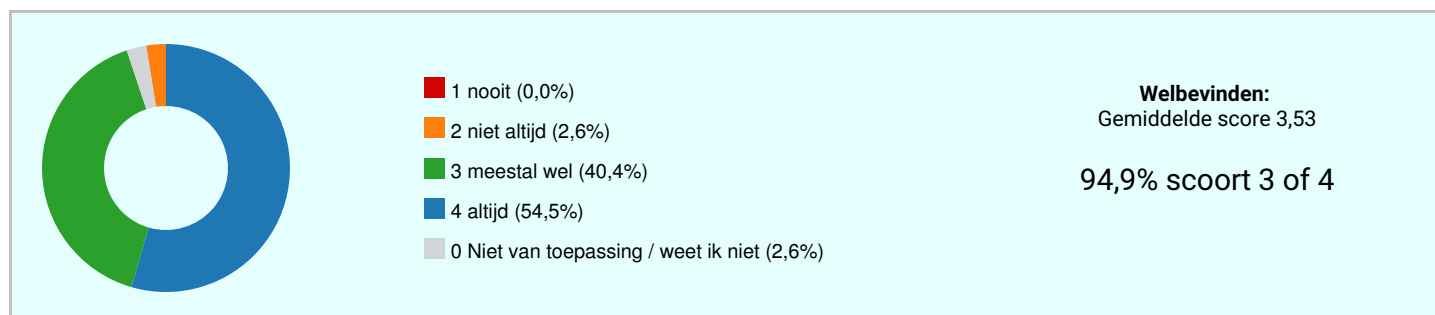 1 nooit (0,0%)
2 niet altijd (2,6%)
3 meestal wel (40,4%)
4 altijd (54,5%)
0 Niet van toepassing / weet ik niet (2,6%)
Welbevinden:
Gemiddelde score 3,53
94,9% scoort 3 of 4